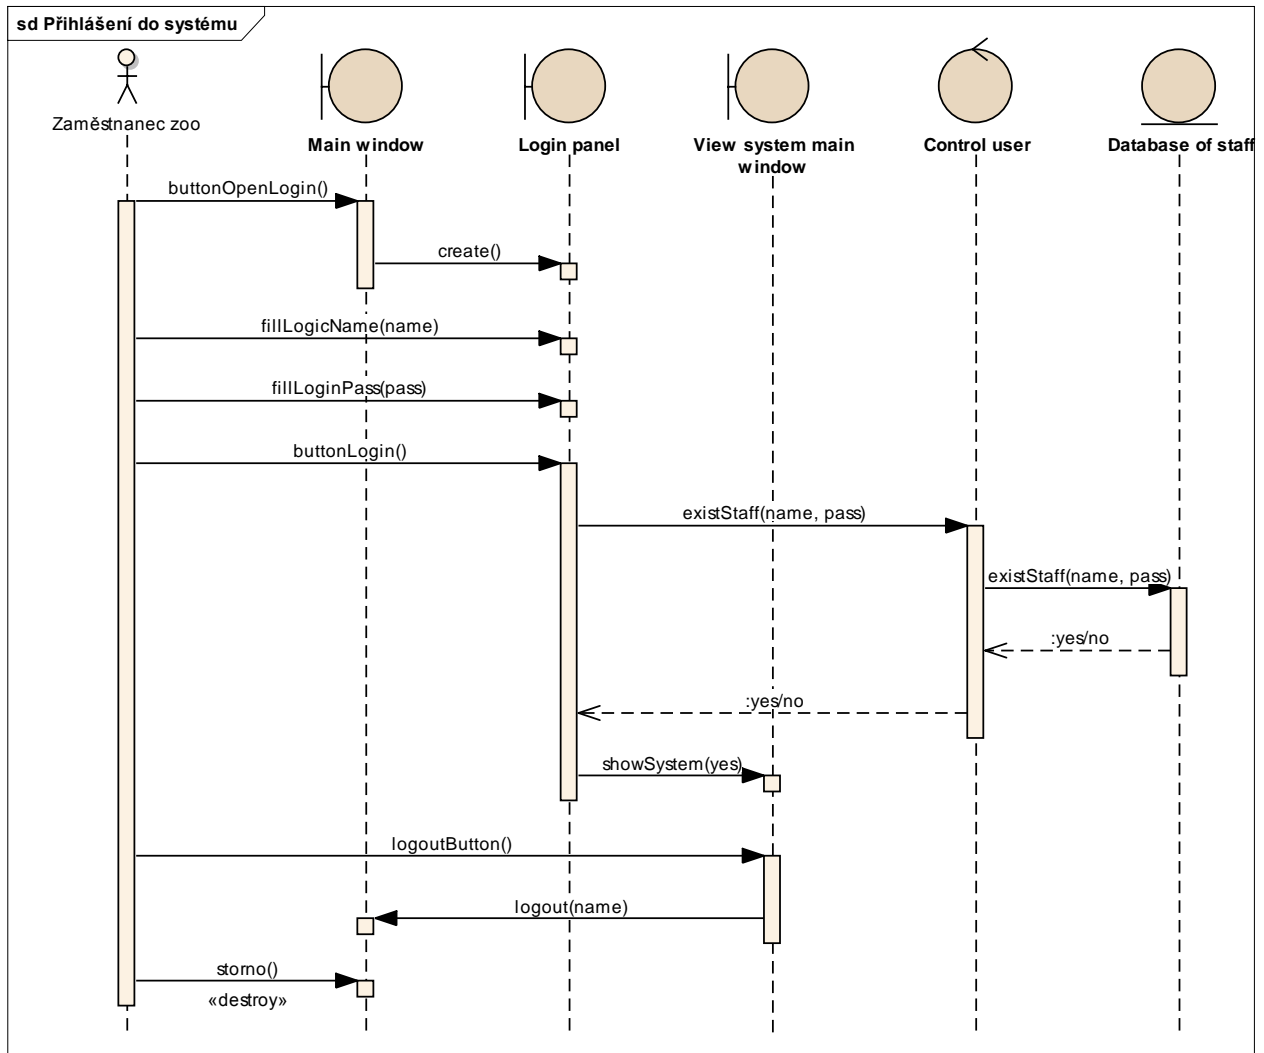 sd Přihlášení do systému
Zaměstnanec zoo
Main window
Login panel
View system main
window
Control user
Database of staff
buttonOpenLogin()
create()
fillLogicName(name)
fillLoginPass(pass)
buttonLogin()
existStaff(name, pass)
existStaff(name, pass)
:yes/no
:yes/no
showSystem(yes)
logoutButton()
logout(name)
storno()
«destroy»